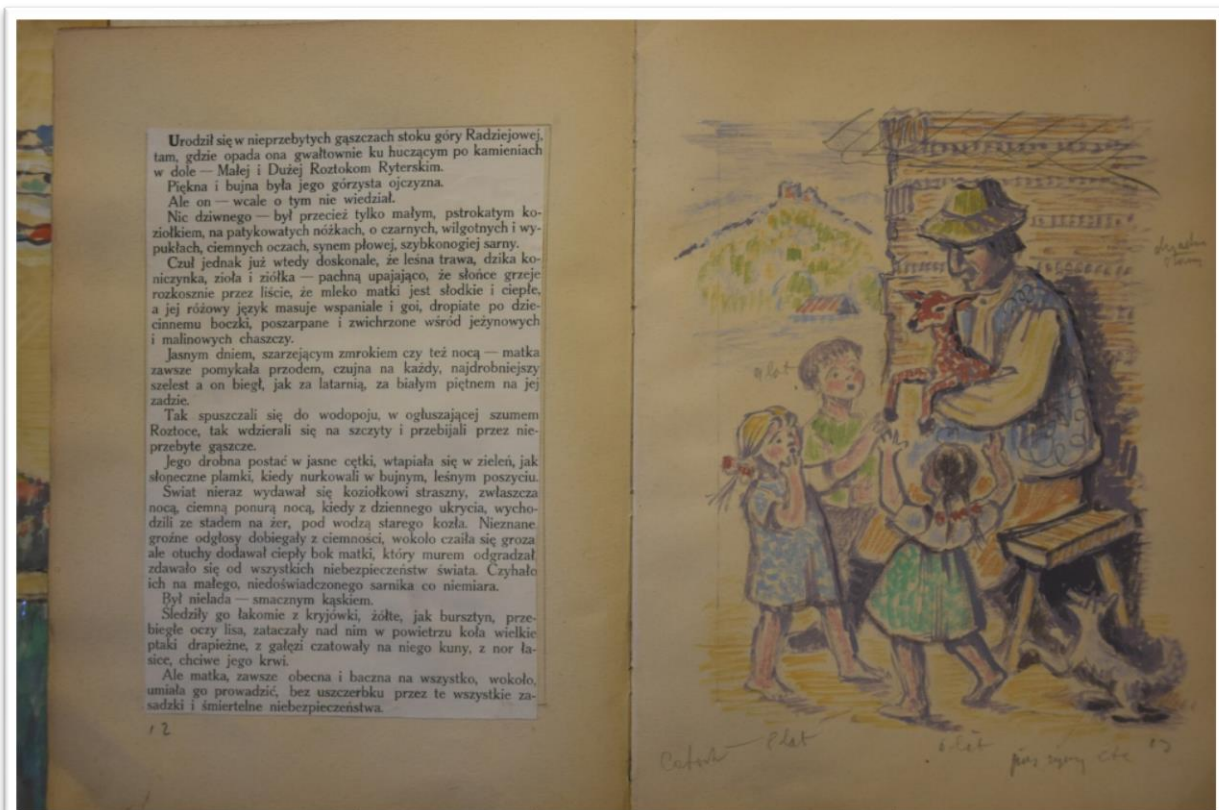 Urodził się w nieprzebytych gąszczach stoku góry Radziejowej,
tam, gdzie opada ona gwałtownie ku huczącym po kamieniach
w dole — Małej i Dużej Roztokom Ryterskim.
Piękna i bujna była jego górzysta ojczyzna.
Ale on — wcale o tym nie wiedział.
Nic dziwnego — był przecież tylko małym, pstrokatym ko-
ziołkiem, na patykowatych nóżkach, o czarnych, wilgotnych i wy-
pukłach, ciemnych oczach, synem płowej, szybkonogiej sarny.
Czuł jednak już wtedy doskonale, że leśna trawa, dzika ko-
niczynka, zioła i ziółka — pachną upajająco, że słońce grzeje
rozkosznie przez liście, że mleko matki jest słodkie i ciepłe,
a jej różowy język masuje wspaniale i goi, dropiate po dzie-
cinnemu boczki, poszarpane i zwichrzone wśród jeżynowych
i malinowych chaszczy.
Jasnym dniem, szarzejącym zmrokiem czy też nocą — matka
zawsze pomykała przodem, czujna na każdy, najdrobniejszy
szelest a on biegł, jak za latarnią, za białym piętnem na jej
zadzie.
Tak spuszczali się do wodopoju, w ogłuszającej szumem
Roztoce, tak wdzierali się na szczyty i przebijali przez nie-
przebyte gąszcze.
Jego drobna postać w jasne cętki, wtapiała się w zieleń, jak
słoneczne plamki, kiedy nurkowali w bujnym, leśnym poszyciu.
Świat nieraz wydawał się koziołkowi straszny, zwłaszcza
nocą, ciemną ponurą nocą, kiedy z dziennego ukrycia, wycho-
dzili ze stadem na żer, pod wodzą starego kozła. Nieznane,
groźne odgłosy dobiegały z ciemności, wokoło czaiła się groza
ale otuchy dodawał ciepły bok matki, który murem odgradzał,
zdawało się od wszystkich niebezpieczeństw świata. Czyhało
ich na małego, niedoświadczonego sarnika co niemiara.
Był nielada — smacznym kąskiem.
Śledziły go łakomie z kryjówki, żółte, jak bursztyn, prze-
biegłe oczy lisa, zataczały nad nim w powietrzu koła wielkie
ptaki drapieżne, z gałęzi czatowały na niego kuny, z nor ła-
sice, chciwe jego krwi.
Ale matka, zawsze obecna i baczna na wszystko, wokoło,
umiała go prowadzić, bez uszczerbku przez te wszystkie za-
sadzki i śmiertelne niebezpieczeństwa.
12
lat
8 lat
6 lat
13